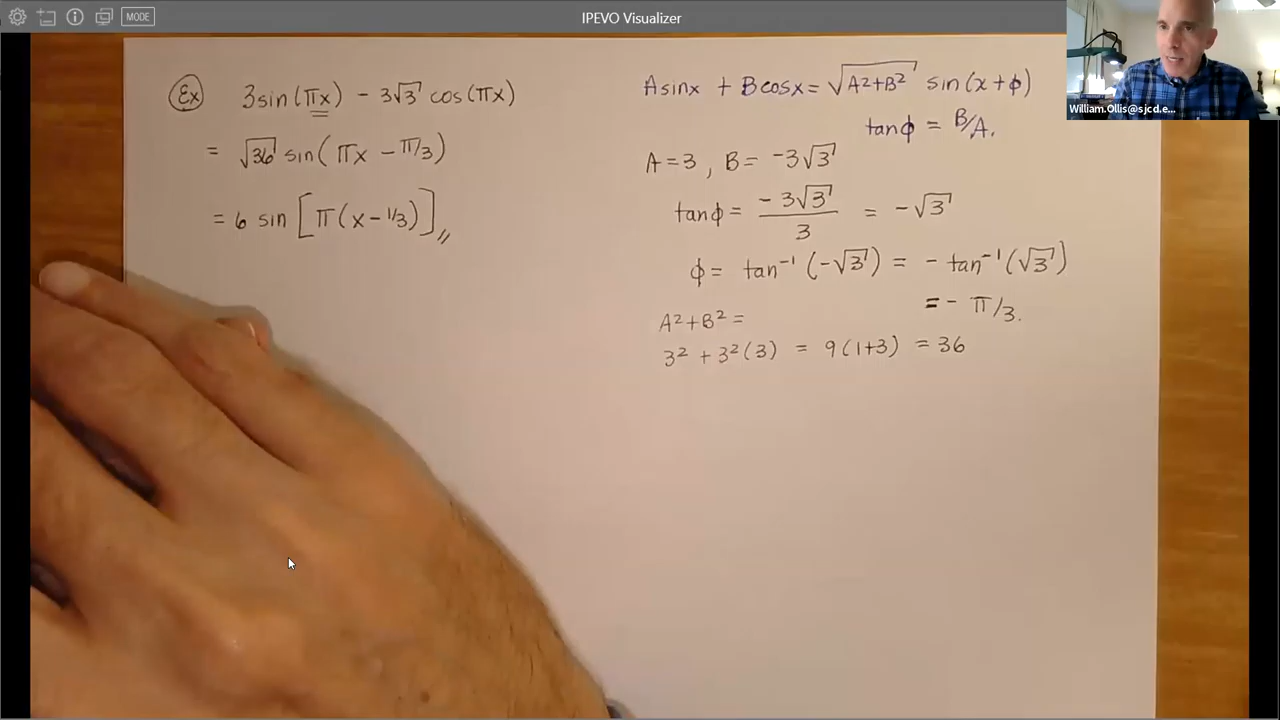 MODE
IPEVO Visualizer
William.Ollis@sjcd.e...
Ex 3sin(πx) - 3√3 cos(πx)
= √36 sin(πx - π/3)
= 6 sin[π(x - 1/3)]
Asinx + Bcosx = √A²+B² sin(x+ϕ)
tanϕ = B/A.
A=3, B= -3√3
tanϕ = -3√3/3 = -√3
ϕ = tan⁻¹(-√3) = - tan⁻¹(√3)
= - π/3.
A²+B² =
3² + 3²(3) = 9(1+3) = 36